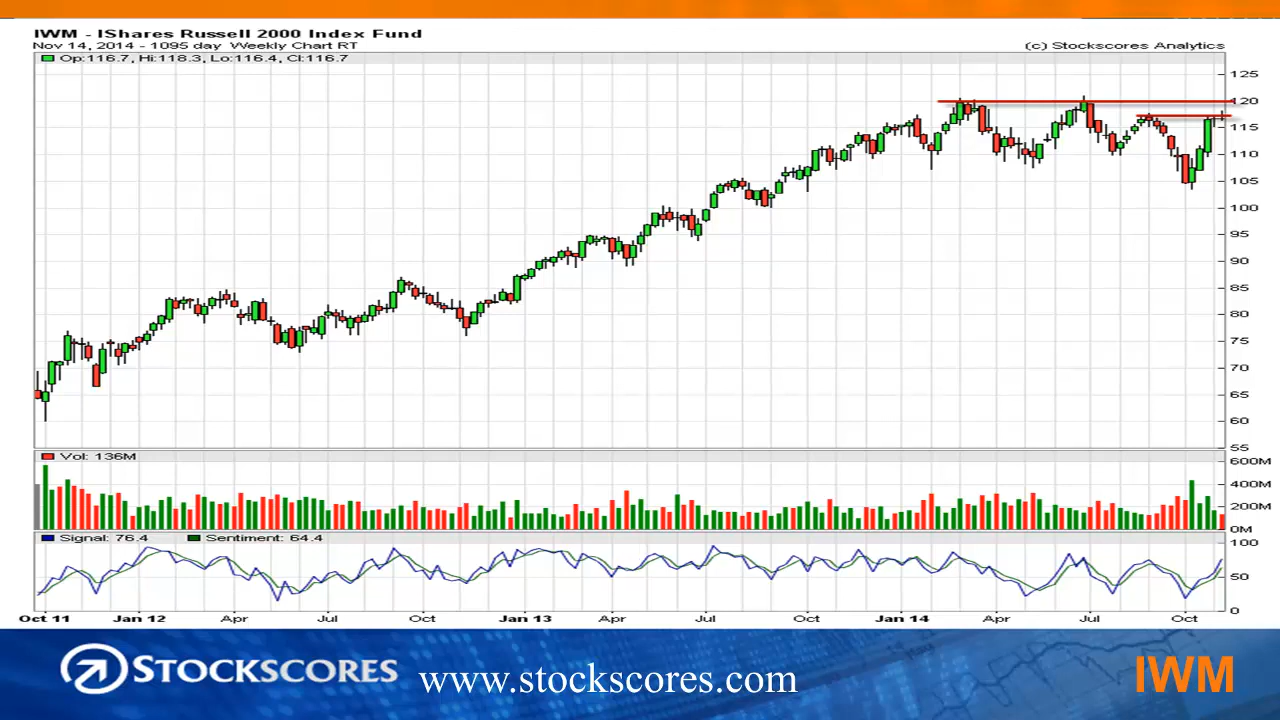 IWM - IShares Russell 2000 Index Fund
Nov 14, 2014 - 1095 day Weekly Chart RT
(c) Stockscores Analytics
Op:116.7, Hi:118.3, Lo:116.4, Cl:116.7
125
120
115
110
105
100
95
90
85
80
75
70
65
60
55
Vol: 136M
600M
400M
200M
0M
Signal: 76.4 Sentiment: 64.4
100
50
0
Oct 11 Jan 12 Apr Jul Oct Jan 13 Apr Jul Oct Jan 14 Apr Jul Oct
STOCKSCORES www.stockscores.com IWM